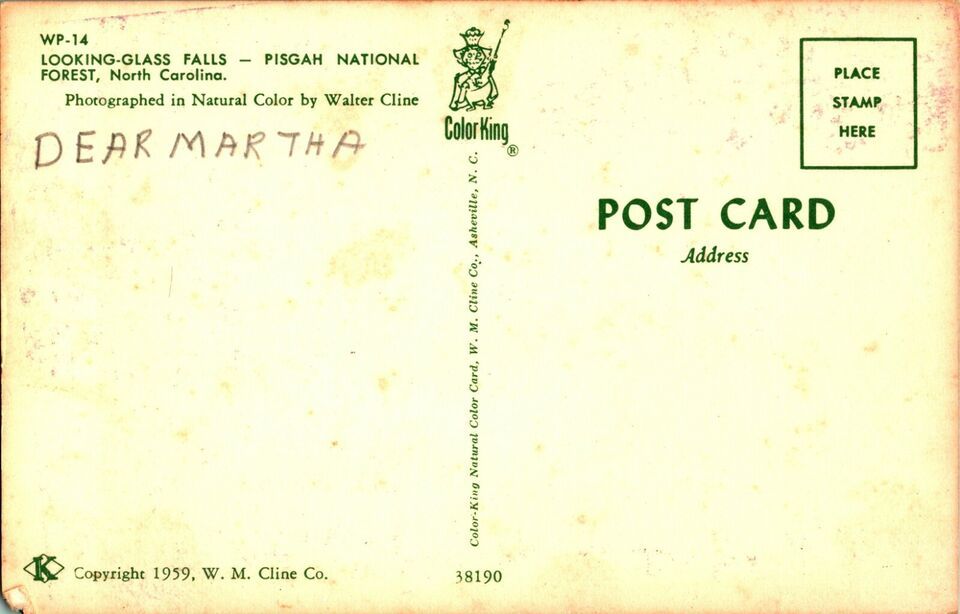 WP-14
LOOKING-GLASS FALLS — PISGAH NATIONAL
FOREST, North Carolina.
Photographed in Natural Color by Walter Cline
DEAR MARTHA
ColorKing
®
Color-King Natural Color Card, W. M. Cline Co., Asheville, N. C.
PLACE
STAMP
HERE
POST CARD
Address
K
Copyright 1959, W. M. Cline Co.
38190